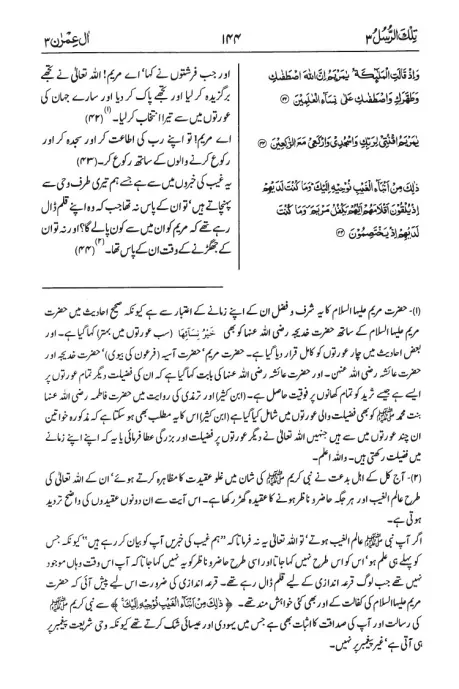 تِلْكَ الرُّسُلُ ٣
١٤٤
اٰلِ عِمْرٰن ٣
وَاِذْ قَالَتِ الْمَلٰٓئِكَةُ يٰمَرْيَمُ اِنَّ اللهَ اصْطَفٰىكِ
وَطَهَّرَكِ وَاصْطَفٰىكِ عَلٰى نِسَآءِ الْعٰلَمِيْنَ ۝
يٰمَرْيَمُ اقْنُتِيْ لِرَبِّكِ وَاسْجُدِيْ وَارْكَعِيْ مَعَ الرّٰكِعِيْنَ ۝
ذٰلِكَ مِنْ اَنْۢبَآءِ الْغَيْبِ نُوْحِيْهِ اِلَيْكَ وَمَا كُنْتَ لَدَيْهِمْ
اِذْ يُلْقُوْنَ اَقْلَامَهُمْ اَيُّهُمْ يَكْفُلُ مَرْيَمَ وَمَا كُنْتَ
لَدَيْهِمْ اِذْ يَخْتَصِمُوْنَ ۝
اور جب فرشتوں نے کہا، اے مریم! اللہ تعالیٰ نے تجھے
برگزیدہ کر لیا اور تجھے پاک کر دیا اور سارے جہان کی
عورتوں میں سے تیرا انتخاب کر لیا۔ (١) (۴۲)
اے مریم! تو اپنے رب کی اطاعت کر اور سجدہ کر اور
رکوع کرنے والوں کے ساتھ رکوع کر۔ (۴۳)
یہ غیب کی خبروں میں سے ہے جسے ہم تیری طرف وحی سے
پہنچاتے ہیں، تو ان کے پاس نہ تھا جب کہ وہ اپنے قلم ڈال
رہے تھے کہ مریم کو ان میں سے کون پالے گا؟ اور نہ تو ان
کے جھگڑنے کے وقت ان کے پاس تھا۔ (٢) (۴۴)
(١)- حضرت مریم علیہا السلام کا یہ شرف و فضل ان کے اپنے زمانے کے اعتبار سے ہے کیونکہ صحیح احادیث میں حضرت
مریم علیہا السلام کے ساتھ حضرت خدیجہ رضی اللہ عنہا کو بھی خَيْرُ نِسَآئِهَا (سب عورتوں میں بہتر) کہا گیا ہے۔ اور
بعض احادیث میں چار عورتوں کو کامل قرار دیا گیا ہے۔ حضرت مریم، حضرت آسیہ (فرعون کی بیوی)، حضرت خدیجہ اور
حضرت عائشہ رضی اللہ عنہن۔ اور حضرت عائشہ رضی اللہ عنہا کی بابت کہا گیا ہے کہ ان کی فضیلت دیگر تمام عورتوں پر
ایسے ہے جیسے ثرید کو تمام کھانوں پر فوقیت حاصل ہے۔ (ابن کثیر) اور ترمذی کی روایت میں حضرت فاطمہ رضی اللہ عنہا
بنت محمد ﷺ کو بھی فضیلت والی عورتوں میں شامل کیا گیا ہے (ابن کثیر) اس کا یہ مطلب بھی ہو سکتا ہے کہ مذکورہ خواتین
ان چند عورتوں میں سے ہیں جنہیں اللہ تعالیٰ نے دیگر عورتوں پر فضیلت اور بزرگی عطا فرمائی یا یہ کہ اپنے اپنے زمانے
میں فضیلت رکھتی ہیں۔ واللہ اعلم۔
(٢)- آج کل کے اہل بدعت نے نبی کریم ﷺ کی شان میں غلو عقیدت کا مظاہرہ کرتے ہوئے، ان کے اللہ تعالیٰ کی
طرح عالم الغیب اور ہر جگہ حاضر و ناظر ہونے کا عقیدہ گھڑ رکھا ہے۔ اس آیت سے ان دونوں عقیدوں کی واضح تردید
ہوتی ہے۔
اگر آپ نبی ﷺ عالم الغیب ہوتے، تو اللہ تعالیٰ یہ نہ فرماتا کہ "ہم غیب کی خبریں آپ کو بیان کر رہے ہیں" کیونکہ جس
کو پہلے ہی علم ہو، اس کو اس طرح نہیں کہا جاتا اور اسی طرح حاضر و ناظر کو یہ نہیں کہا جاتا کہ آپ اس وقت وہاں موجود
نہیں تھے جب لوگ قرعہ اندازی کے لیے قلم ڈال رہے تھے۔ قرعہ اندازی کی ضرورت اس لیے پیش آئی کہ حضرت
مریم علیہا السلام کی کفالت کے اور بھی کئی خواہش مند تھے۔ ﴿ذٰلِكَ مِنْ اَنْۢبَآءِ الْغَيْبِ نُوْحِيْهِ اِلَيْكَ﴾ سے نبی کریم ﷺ
کی رسالت اور آپ کی صداقت کا اثبات بھی ہے جس میں یہودی اور عیسائی شک کرتے تھے کیونکہ وحی شریعت پیغمبر پر
ہی آتی ہے، غیر پیغمبر پر نہیں۔